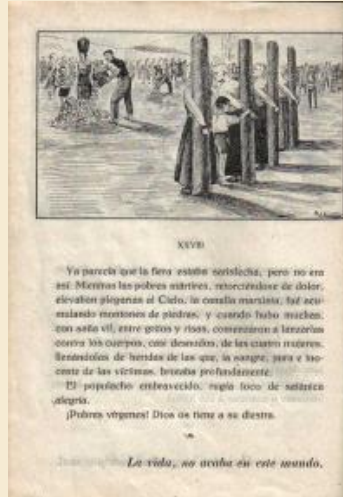 XXVIII
Ya parecía que la fiera estaba satisfecha, pero no era
así. Mientras las pobres mártires, retorciéndose de dolor,
elevaban plegarias al Cielo, la canalla marxista, fué acu-
mulando montones de piedras, y cuando hubo muchas,
con saña vil, entre gritos y risas, comenzaron a lanzarlas
contra los cuerpos, casi desnudos, de las cuatro mujeres,
llenándolas de heridas de las que, la sangre, pura e ino-
cente de las víctimas, brotaba profundamente.
El populacho embravecido, rugía loco de satánica
alegría.
¡Pobres vírgenes! Dios os tiene a su diestra.
La vida, no acaba en este mundo.